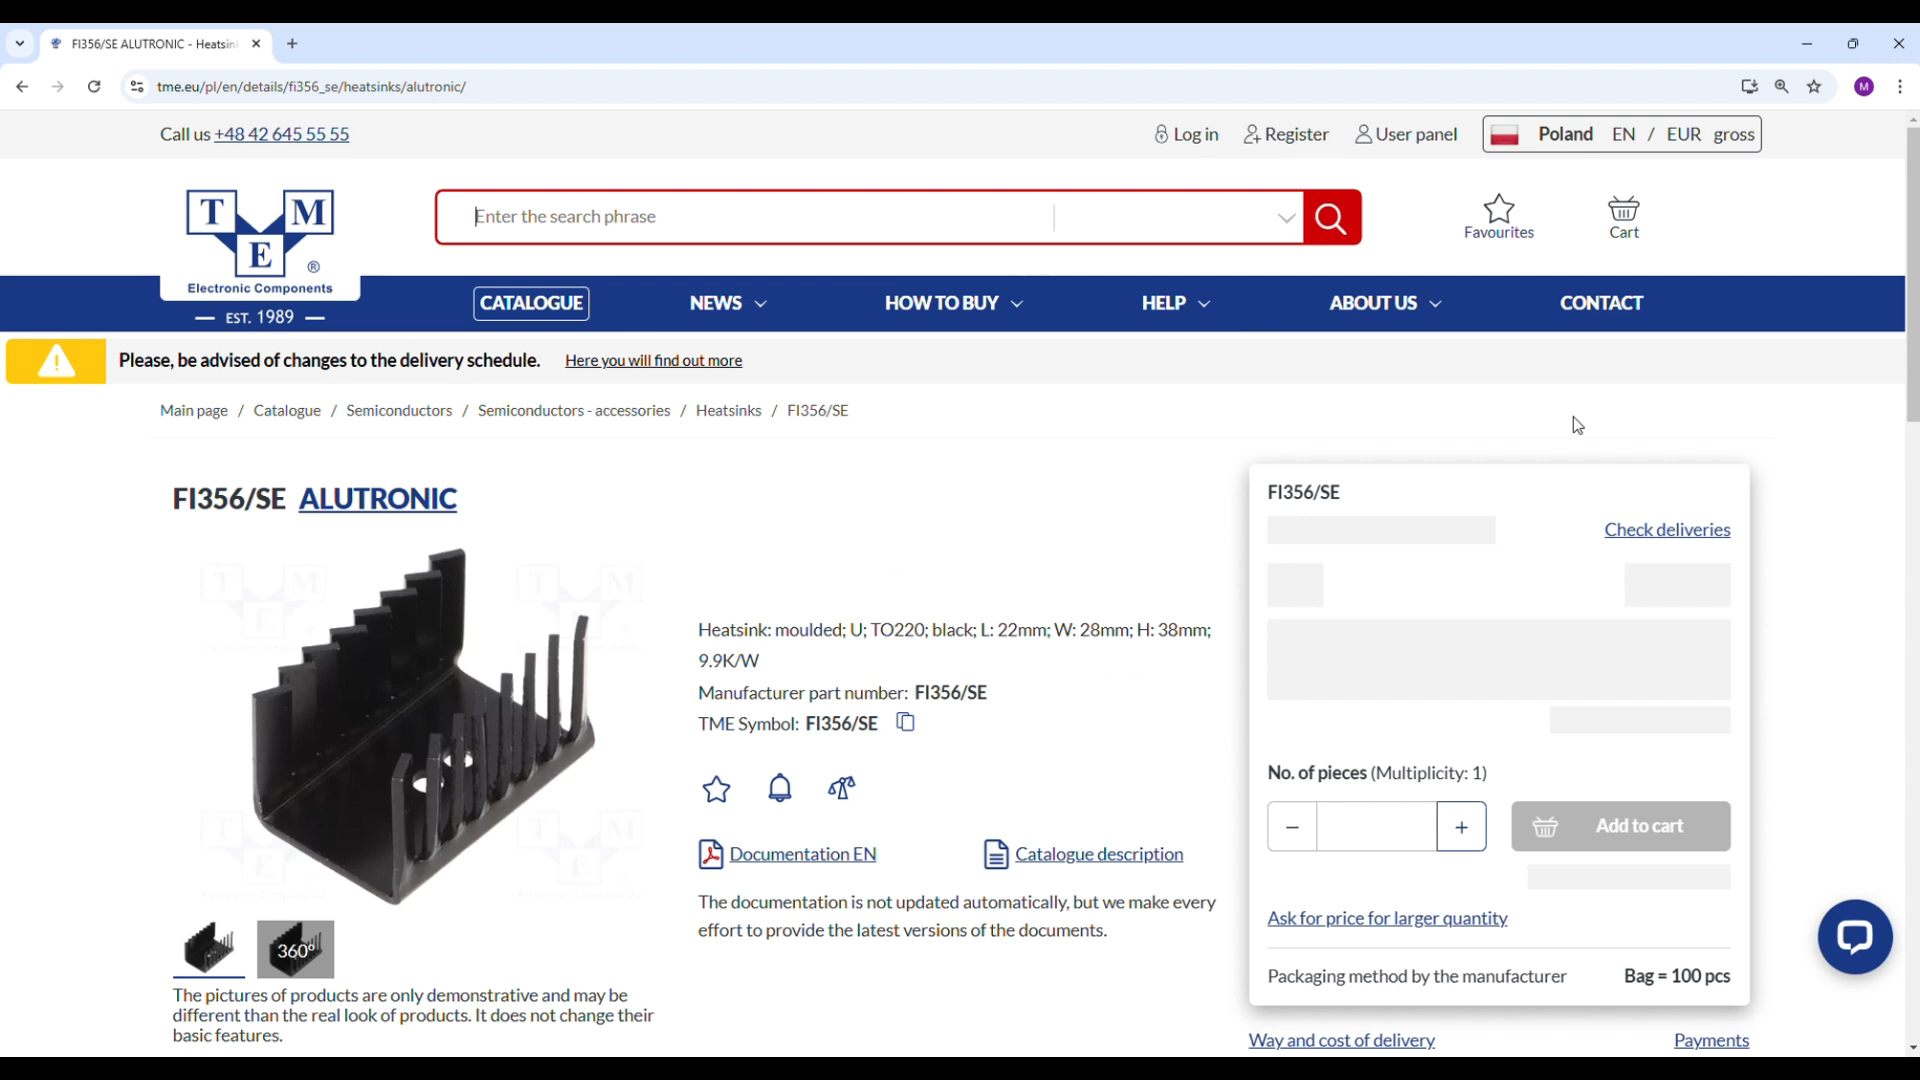 FI356/SE ALUTRONIC - Heatsin
tme.eu/pl/en/details/fi356_se/heatsinks/alutronic/
M
Call us +48 42 645 55 55
Log in
Register
User panel
Poland EN / EUR gross
T M E ®
Electronic Components
EST. 1989
Enter the search phrase
Favourites
Cart
CATALOGUE
NEWS
HOW TO BUY
HELP
ABOUT US
CONTACT
Please, be advised of changes to the delivery schedule. Here you will find out more
Main page / Catalogue / Semiconductors / Semiconductors - accessories / Heatsinks / FI356/SE
FI356/SE ALUTRONIC
T M E
T M E
T M E
T M E
360°
The pictures of products are only demonstrative and may be
different than the real look of products. It does not change their
basic features.
Heatsink: moulded; U; TO220; black; L: 22mm; W: 28mm; H: 38mm;
9.9K/W
Manufacturer part number: FI356/SE
TME Symbol: FI356/SE
Documentation EN
Catalogue description
The documentation is not updated automatically, but we make every
effort to provide the latest versions of the documents.
FI356/SE
Check deliveries
No. of pieces (Multiplicity: 1)
− +
Add to cart
Ask for price for larger quantity
Packaging method by the manufacturer Bag = 100 pcs
Way and cost of delivery
Payments